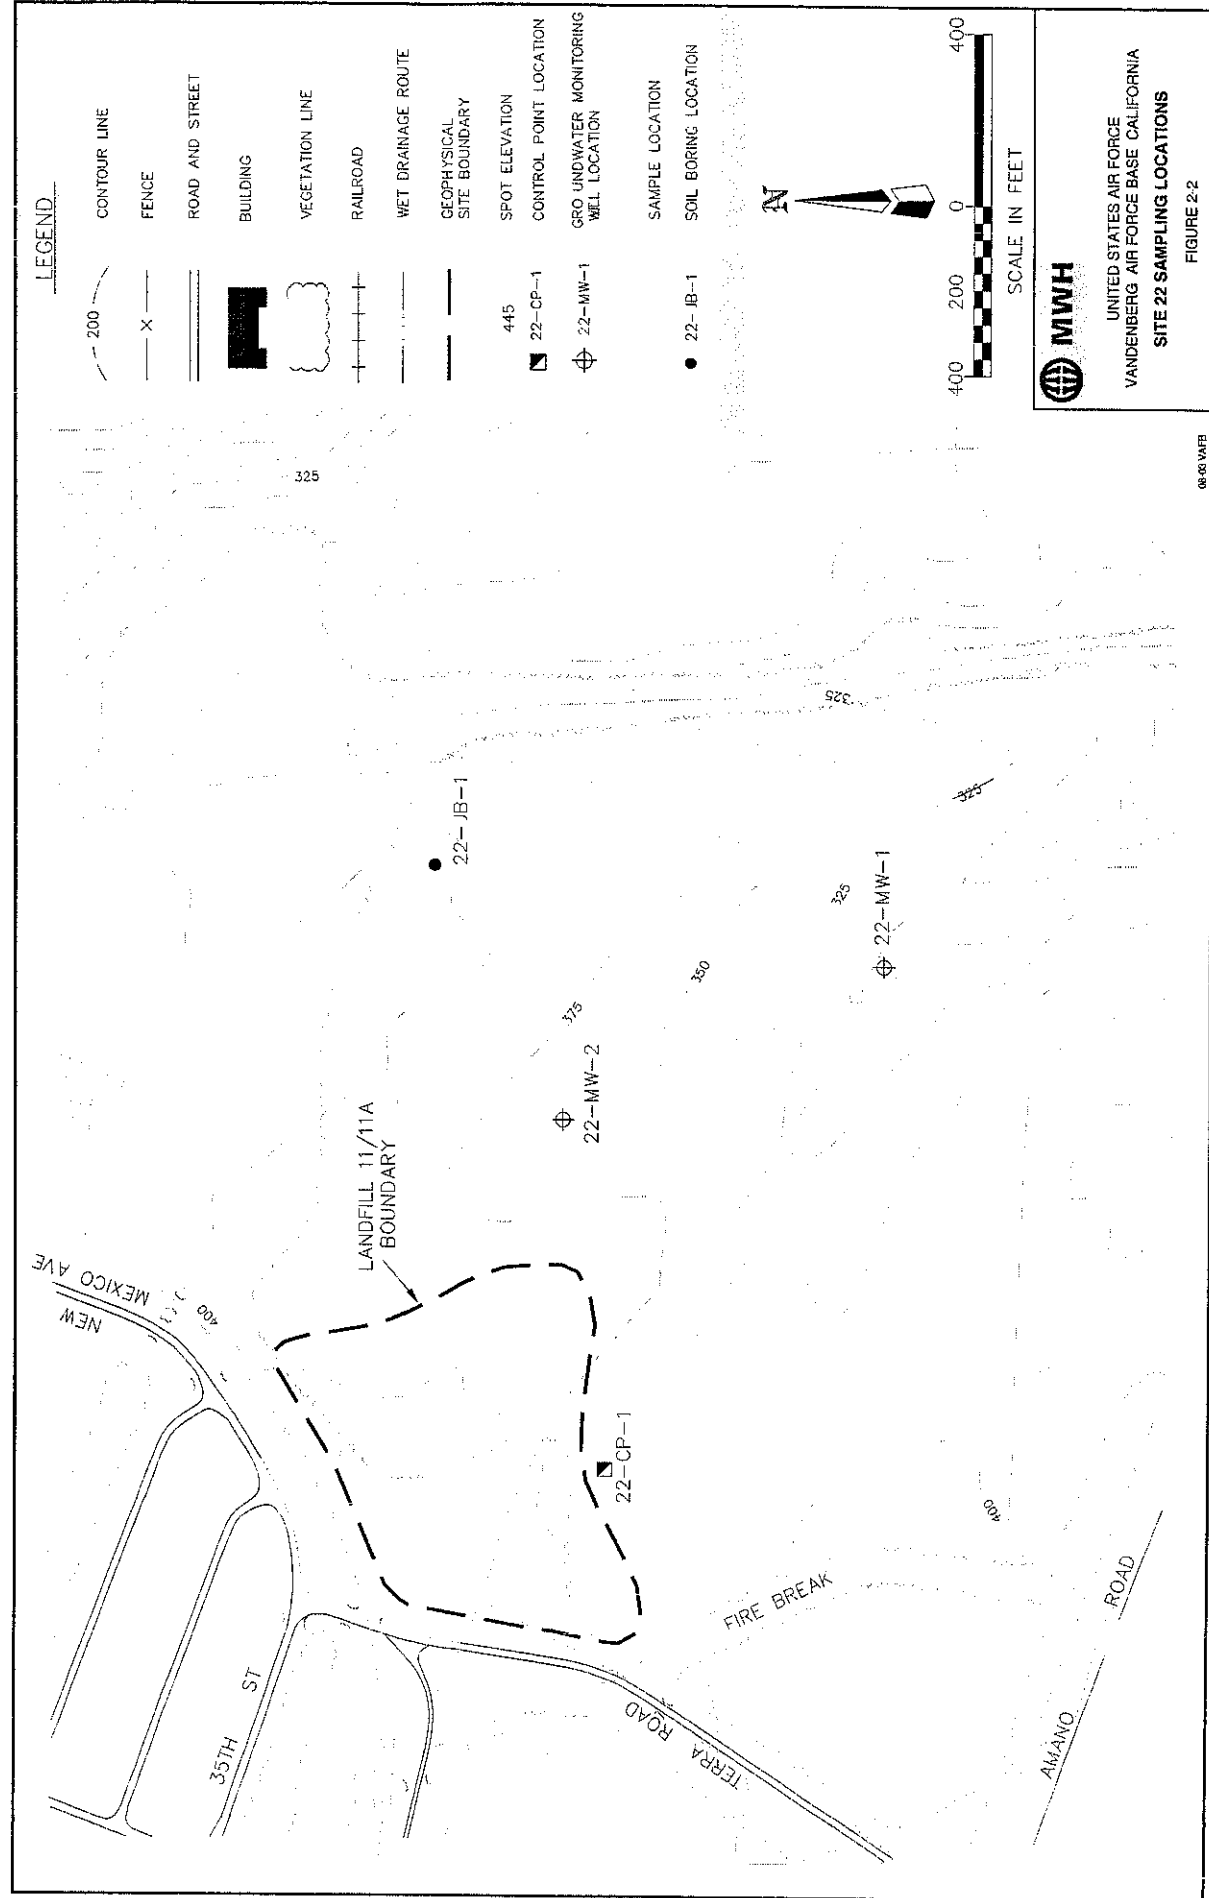 LEGEND
200
CONTOUR LINE
X
FENCE
ROAD AND STREET
BUILDING
VEGETATION LINE
RAILROAD
WET DRAINAGE ROUTE
GEOPHYSICAL
SITE BOUNDARY
445
SPOT ELEVATION
22-CP-1
CONTROL POINT LOCATION
22-MW-1
GRO UNDWATER MONITORING
WELL LOCATION
SAMPLE LOCATION
22-JB-1
SOIL BORING LOCATION
N
400
200
0
400
SCALE IN FEET
MWH
UNITED STATES AIR FORCE
VANDENBERG AIR FORCE BASE CALIFORNIA
SITE 22 SAMPLING LOCATIONS
FIGURE 2-2
08-03 VAFB
NEW MEXICO AVE
400
35TH ST
TERRA ROAD
LANDFILL 11/11A
BOUNDARY
22-CP-1
22-MW-2
22-JB-1
22-MW-1
375
350
325
325
325
325
400
FIRE BREAK
AMANO ROAD